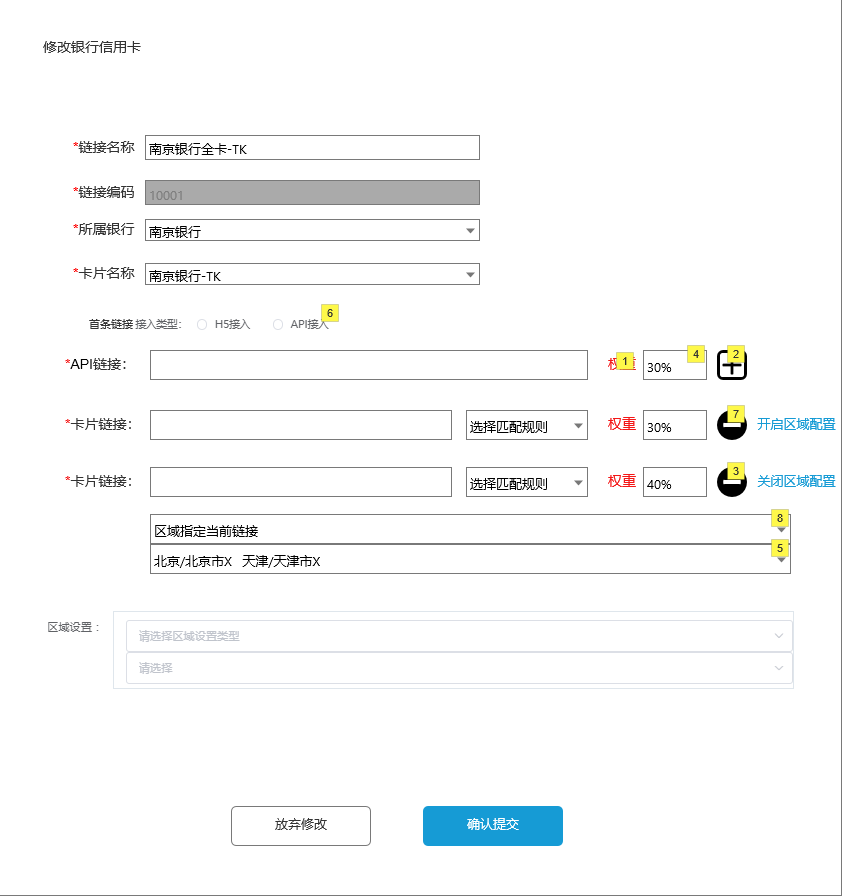 修改银行信用卡
*链接名称 南京银行全卡-TK
*链接编码 10001
*所属银行 南京银行
*卡片名称 南京银行-TK
首条链接 接入类型: H5接入 API接入 6
*API链接: 权重 1 30% 4 2
*卡片链接: 选择匹配规则 权重 30% 7 开启区域配置
*卡片链接: 选择匹配规则 权重 40% 3 关闭区域配置
区域指定当前链接 8
北京/北京市X 天津/天津市X 5
区域设置: 请选择区域设置类型
请选择
放弃修改 确认提交